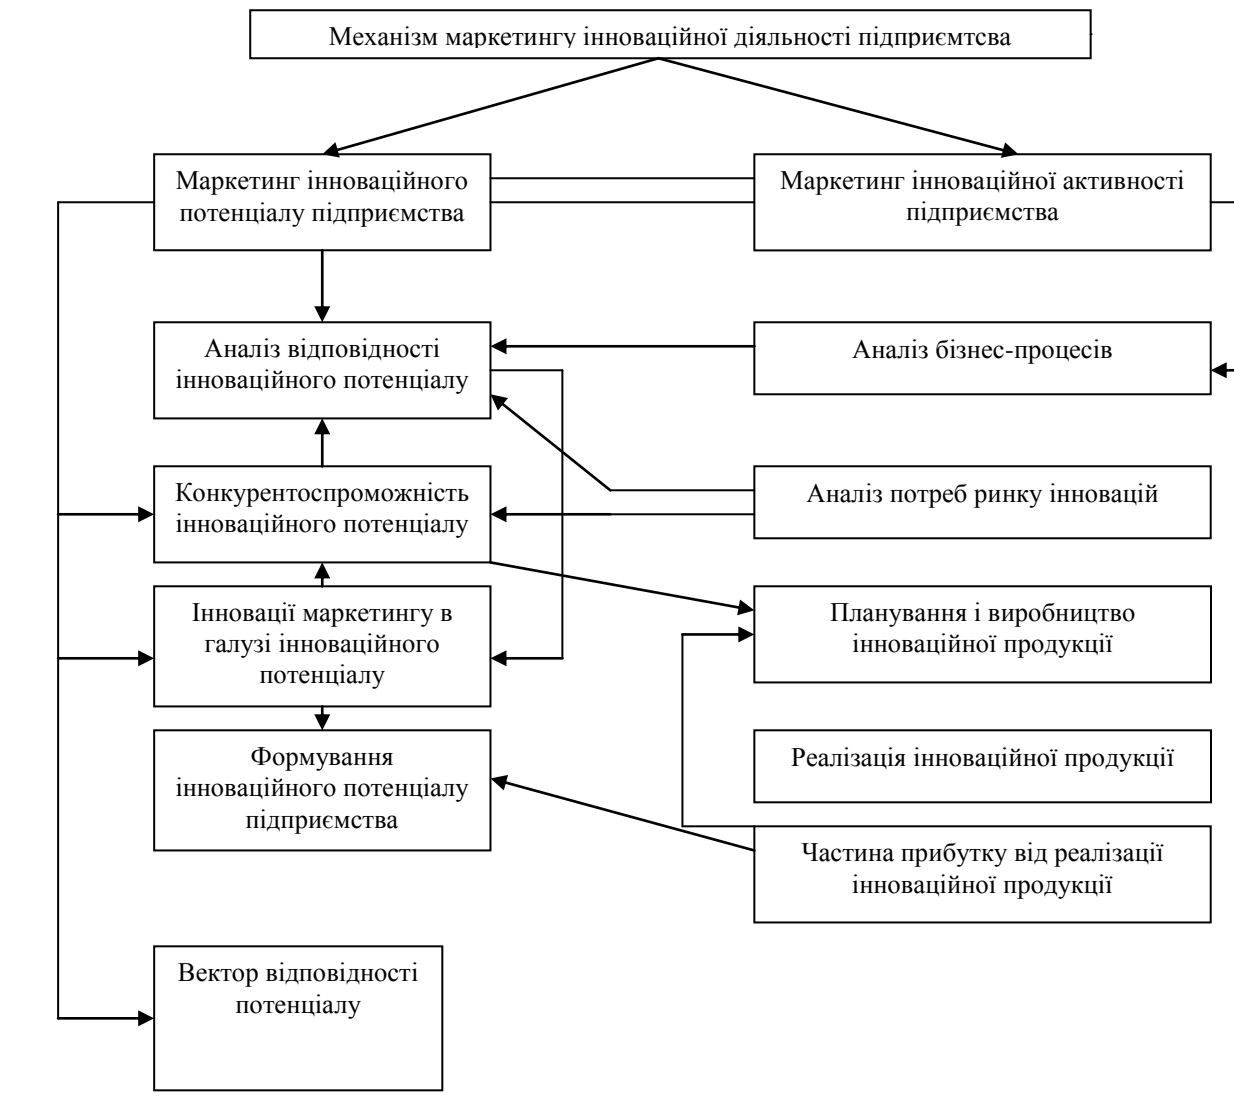 Механізм маркетингу інноваційної діяльності підприємтсва
Маркетинг інноваційного
потенціалу підприємства
Маркетинг інноваційної активності
підприємства
Аналіз відповідності
інноваційного потенціалу
Аналіз бізнес-процесів
Конкурентоспроможність
інноваційного потенціалу
Аналіз потреб ринку інновацій
Інновації маркетингу в
галузі інноваційного
потенціалу
Планування і виробництво
інноваційної продукції
Формування
інноваційного потенціалу
підприємства
Реалізація інноваційної продукції
Частина прибутку від реалізації
інноваційної продукції
Вектор відповідності
потенціалу